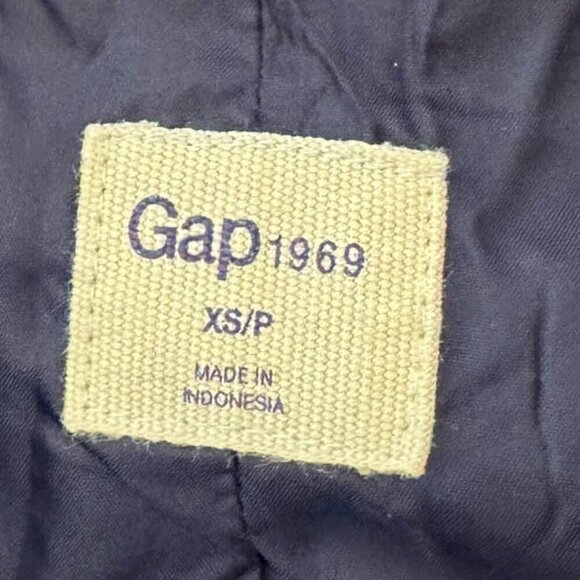 Gap 1969
XS/P
MADE IN
INDONESIA